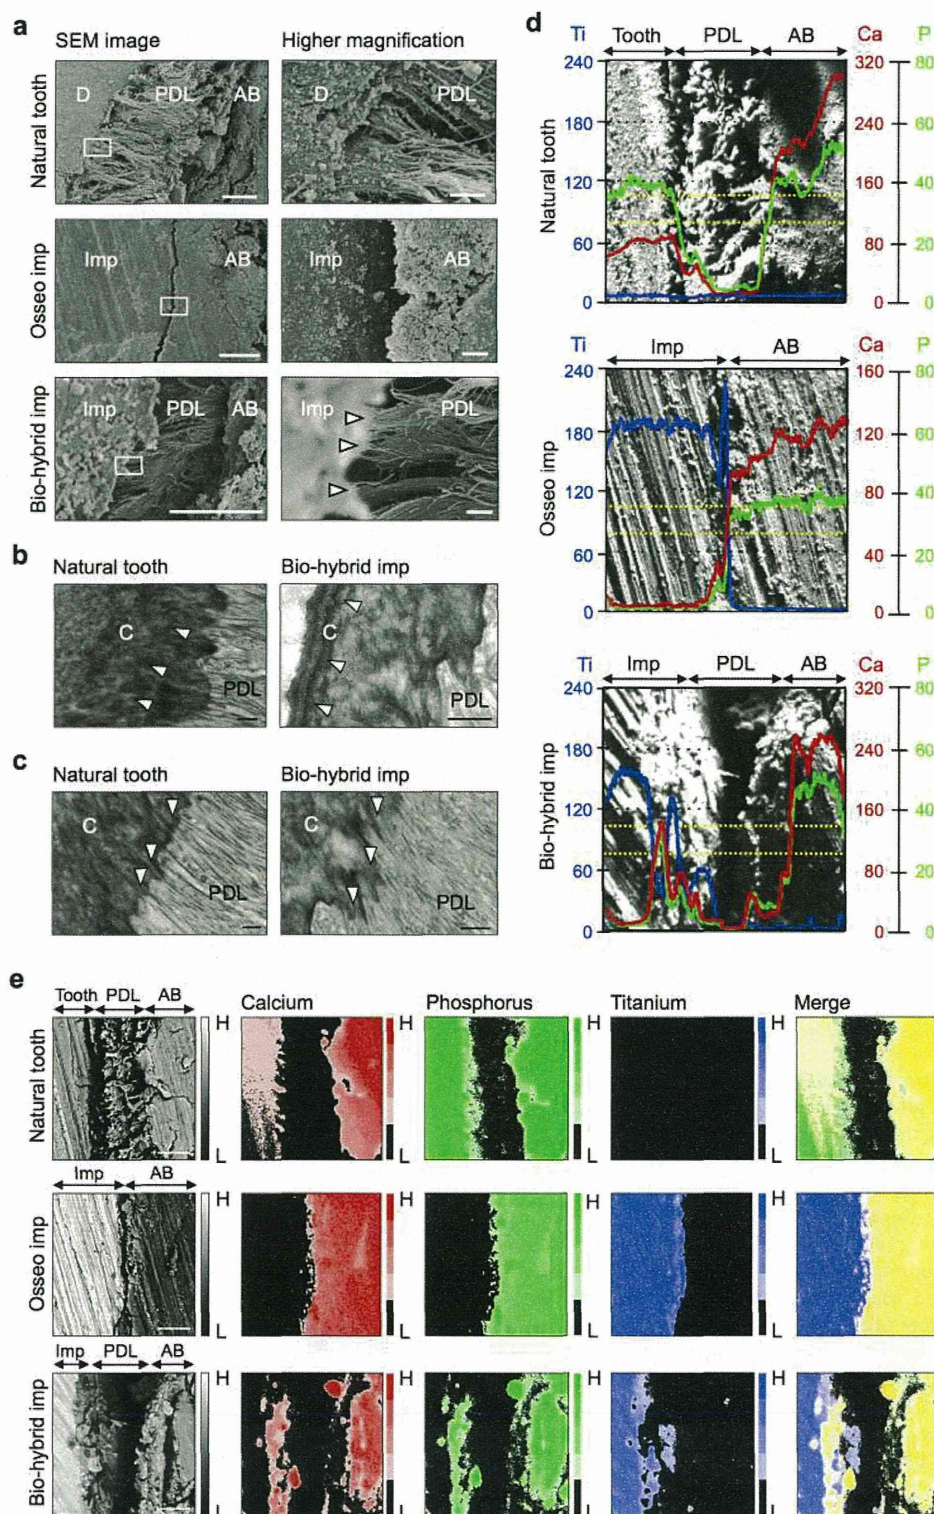 a
SEM image Higher magnification
Natural tooth
D PDL AB
D PDL
Osseo imp
Imp AB
Imp AB
Bio-hybrid imp
Imp PDL AB
Imp PDL
b
Natural tooth Bio-hybrid imp
C PDL
C PDL
c
Natural tooth Bio-hybrid imp
C PDL
C PDL
d
Ti Tooth PDL AB Ca P
Natural tooth
240 320 80
180 240 60
120 160 40
60 80 20
0 0 0
Ti Imp AB Ca P
Osseo imp
240 160 80
180 120 60
120 80 40
60 40 20
0 0 0
Ti Imp PDL AB Ca P
Bio-hybrid imp
240 320 80
180 240 60
120 160 40
60 80 20
0 0 0
e
Tooth PDL AB Calcium Phosphorus Titanium Merge
Natural tooth
H H H
L L L
Imp AB
Osseo imp
H H H
L L L
Imp PDL AB
Bio-hybrid imp
H H H
L L L